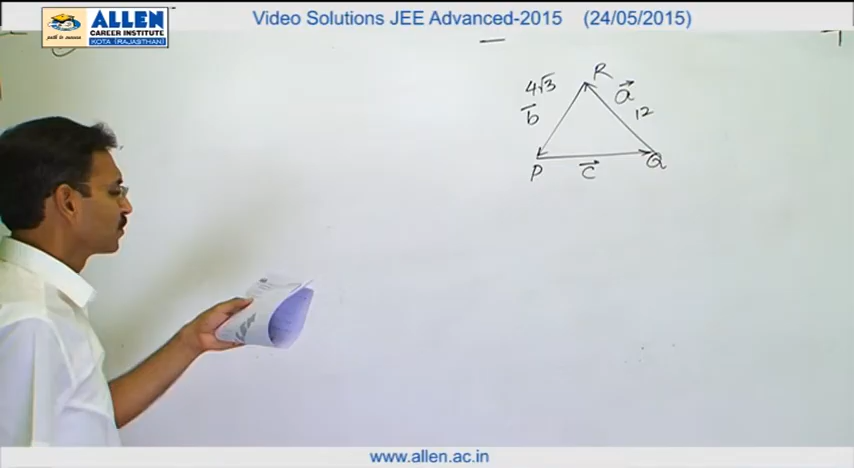 ALLEN
path to success
CAREER INSTITUTE
KOTA (RAJASTHAN)
Video Solutions JEE Advanced-2015 (24/05/2015)
R
4√3
a
b
12
P
c
Q
www.allen.ac.in